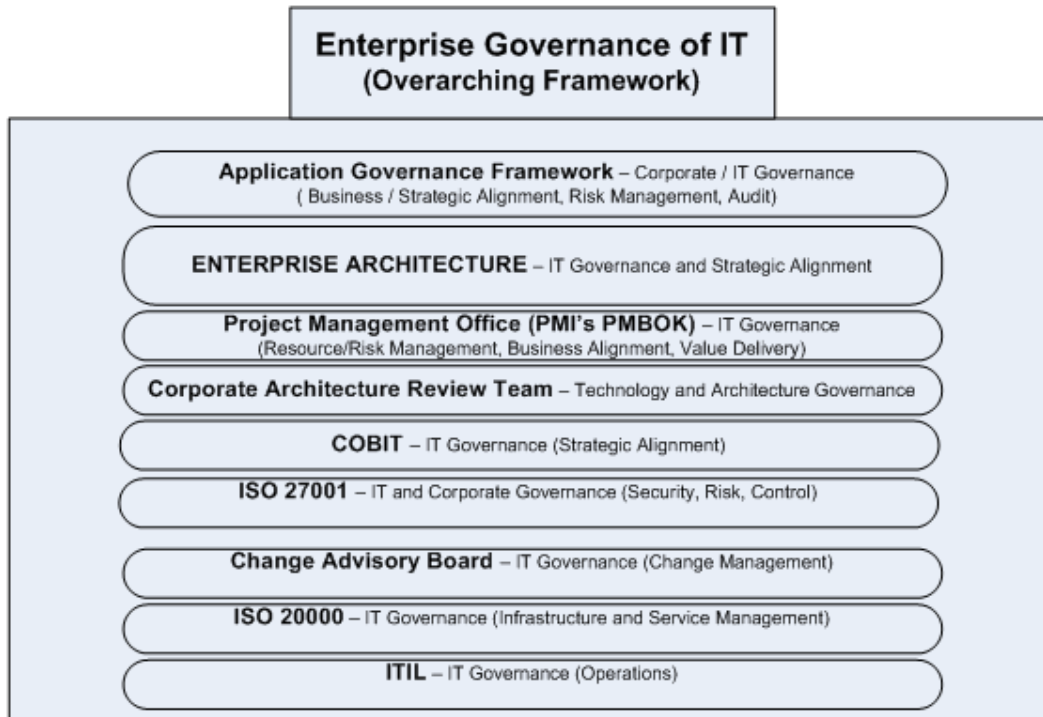 Enterprise Governance of IT
(Overarching Framework)
Application Governance Framework – Corporate / IT Governance
( Business / Strategic Alignment, Risk Management, Audit)
ENTERPRISE ARCHITECTURE – IT Governance and Strategic Alignment
Project Management Office (PMI's PMBOK) – IT Governance
(Resource/Risk Management, Business Alignment, Value Delivery)
Corporate Architecture Review Team – Technology and Architecture Governance
COBIT – IT Governance (Strategic Alignment)
ISO 27001 – IT and Corporate Governance (Security, Risk, Control)
Change Advisory Board – IT Governance (Change Management)
ISO 20000 – IT Governance (Infrastructure and Service Management)
ITIL – IT Governance (Operations)